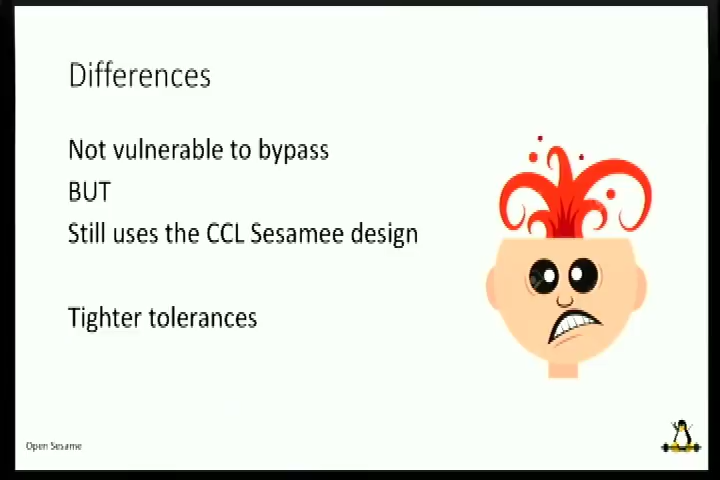 Differences
Not vulnerable to bypass
BUT
Still uses the CCL Sesamee design
Tighter tolerances
Open Sesame